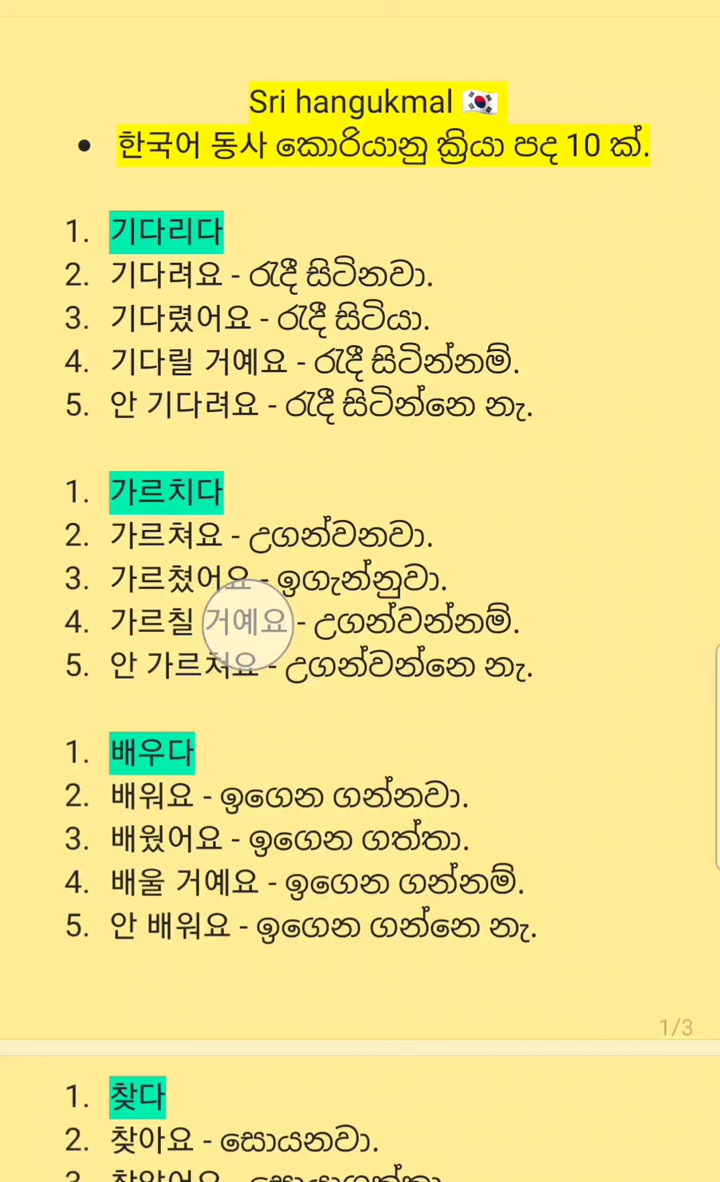 Sri hangukmal 🇰🇷
• 한국어 동사 කොරියානු ක්‍රියා පද 10 ක්.
1. 기다리다
2. 기다려요 - රැදී සිටිනවා.
3. 기다렸어요 - රැදී සිටියා.
4. 기다릴 거예요 - රැදී සිටින්නම්.
5. 안 기다려요 - රැදී සිටින්නෙ නැ.
1. 가르치다
2. 가르쳐요 - උගන්වනවා.
3. 가르쳤어요 - ඉගැන්නුවා.
4. 가르칠 거예요 - උගන්වන්නම්.
5. 안 가르쳐요 - උගන්වන්නෙ නැ.
1. 배우다
2. 배워요 - ඉගෙන ගන්නවා.
3. 배웠어요 - ඉගෙන ගත්තා.
4. 배울 거예요 - ඉගෙන ගන්නම්.
5. 안 배워요 - ඉගෙන ගන්නෙ නැ.
1/3
1. 찾다
2. 찾아요 - සොයනවා.